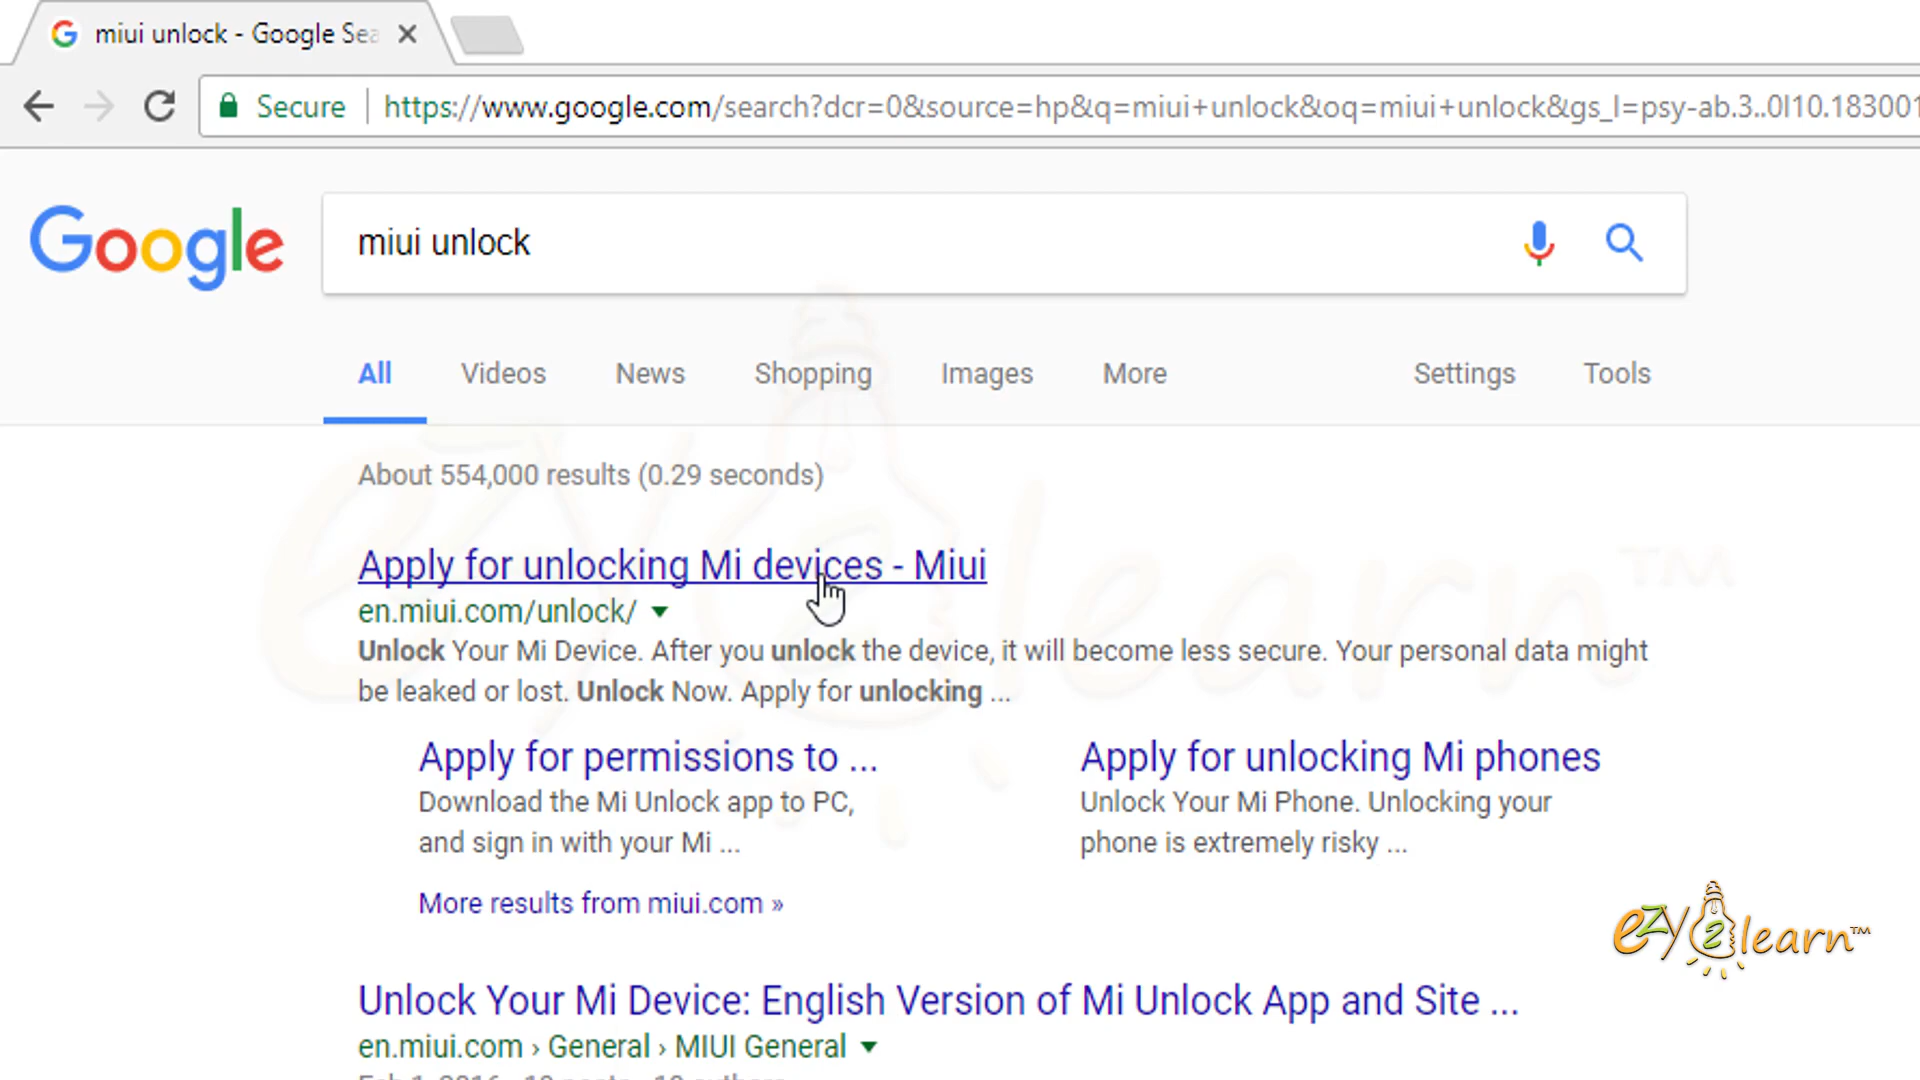 miui unlock - Google Sea
Secure
https://www.google.com/search?dcr=0&source=hp&q=miui+unlock&oq=miui+unlock&gs_l=psy-ab.3..0l10.183001
Google
miui unlock
All Videos News Shopping Images More Settings Tools
About 554,000 results (0.29 seconds)
Apply for unlocking Mi devices - Miui
en.miui.com/unlock/
Unlock Your Mi Device. After you unlock the device, it will become less secure. Your personal data might
be leaked or lost. Unlock Now. Apply for unlocking ...
Apply for permissions to ...
Download the Mi Unlock app to PC,
and sign in with your Mi ...
Apply for unlocking Mi phones
Unlock Your Mi Phone. Unlocking your
phone is extremely risky ...
More results from miui.com »
ezy2learn™
Unlock Your Mi Device: English Version of Mi Unlock App and Site ...
en.miui.com › General › MIUI General